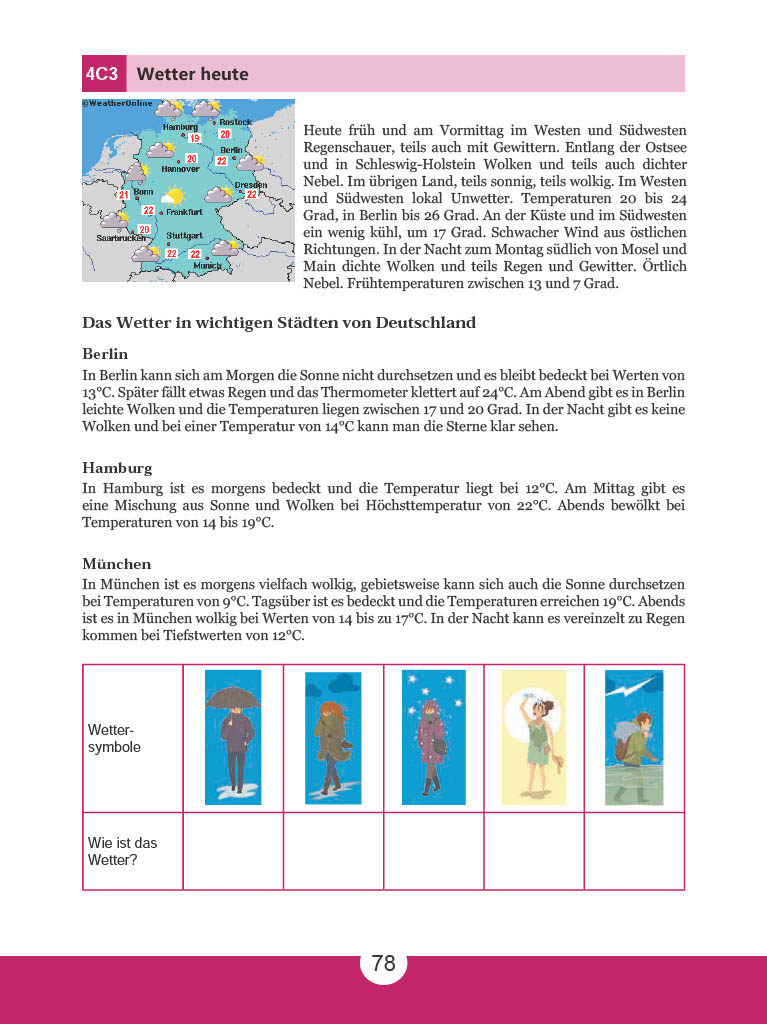 4C3 Wetter heute
©WeatherOnline
Rostock
Hamburg
19
20
Hannover
20
Berlin
22
Bonn
21
Dresden
22
22
Frankfurt
Saarbrucken
20
Stuttgart
22
22
Munich
Heute früh und am Vormittag im Westen und Südwesten
Regenschauer, teils auch mit Gewittern. Entlang der Ostsee
und in Schleswig-Holstein Wolken und teils auch dichter
Nebel. Im übrigen Land, teils sonnig, teils wolkig. Im Westen
und Südwesten lokal Unwetter. Temperaturen 20 bis 24
Grad, in Berlin bis 26 Grad. An der Küste und im Südwesten
ein wenig kühl, um 17 Grad. Schwacher Wind aus östlichen
Richtungen. In der Nacht zum Montag südlich von Mosel und
Main dichte Wolken und teils Regen und Gewitter. Örtlich
Nebel. Frühtemperaturen zwischen 13 und 7 Grad.
Das Wetter in wichtigen Städten von Deutschland
Berlin
In Berlin kann sich am Morgen die Sonne nicht durchsetzen und es bleibt bedeckt bei Werten von
13°C. Später fällt etwas Regen und das Thermometer klettert auf 24°C. Am Abend gibt es in Berlin
leichte Wolken und die Temperaturen liegen zwischen 17 und 20 Grad. In der Nacht gibt es keine
Wolken und bei einer Temperatur von 14°C kann man die Sterne klar sehen.
Hamburg
In Hamburg ist es morgens bedeckt und die Temperatur liegt bei 12°C. Am Mittag gibt es
eine Mischung aus Sonne und Wolken bei Höchsttemperatur von 22°C. Abends bewölkt bei
Temperaturen von 14 bis 19°C.
München
In München ist es morgens vielfach wolkig, gebietsweise kann sich auch die Sonne durchsetzen
bei Temperaturen von 9°C. Tagsüber ist es bedeckt und die Temperaturen erreichen 19°C. Abends
ist es in München wolkig bei Werten von 14 bis zu 17°C. In der Nacht kann es vereinzelt zu Regen
kommen bei Tiefstwerten von 12°C.
Wetter-
symbole
Wie ist das
Wetter?
78